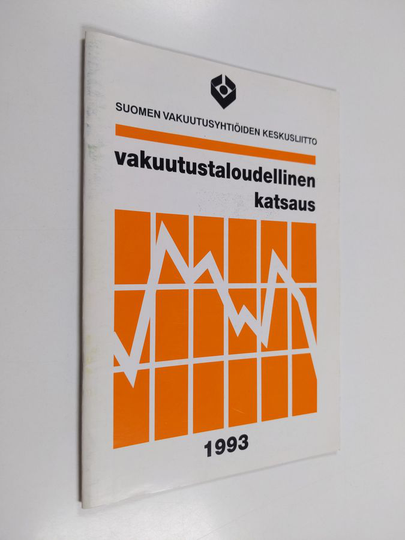 SUOMEN VAKUUTUSYHTIÖIDEN KESKUSLIITTO
vakuutustaloudellinen
katsaus
1993